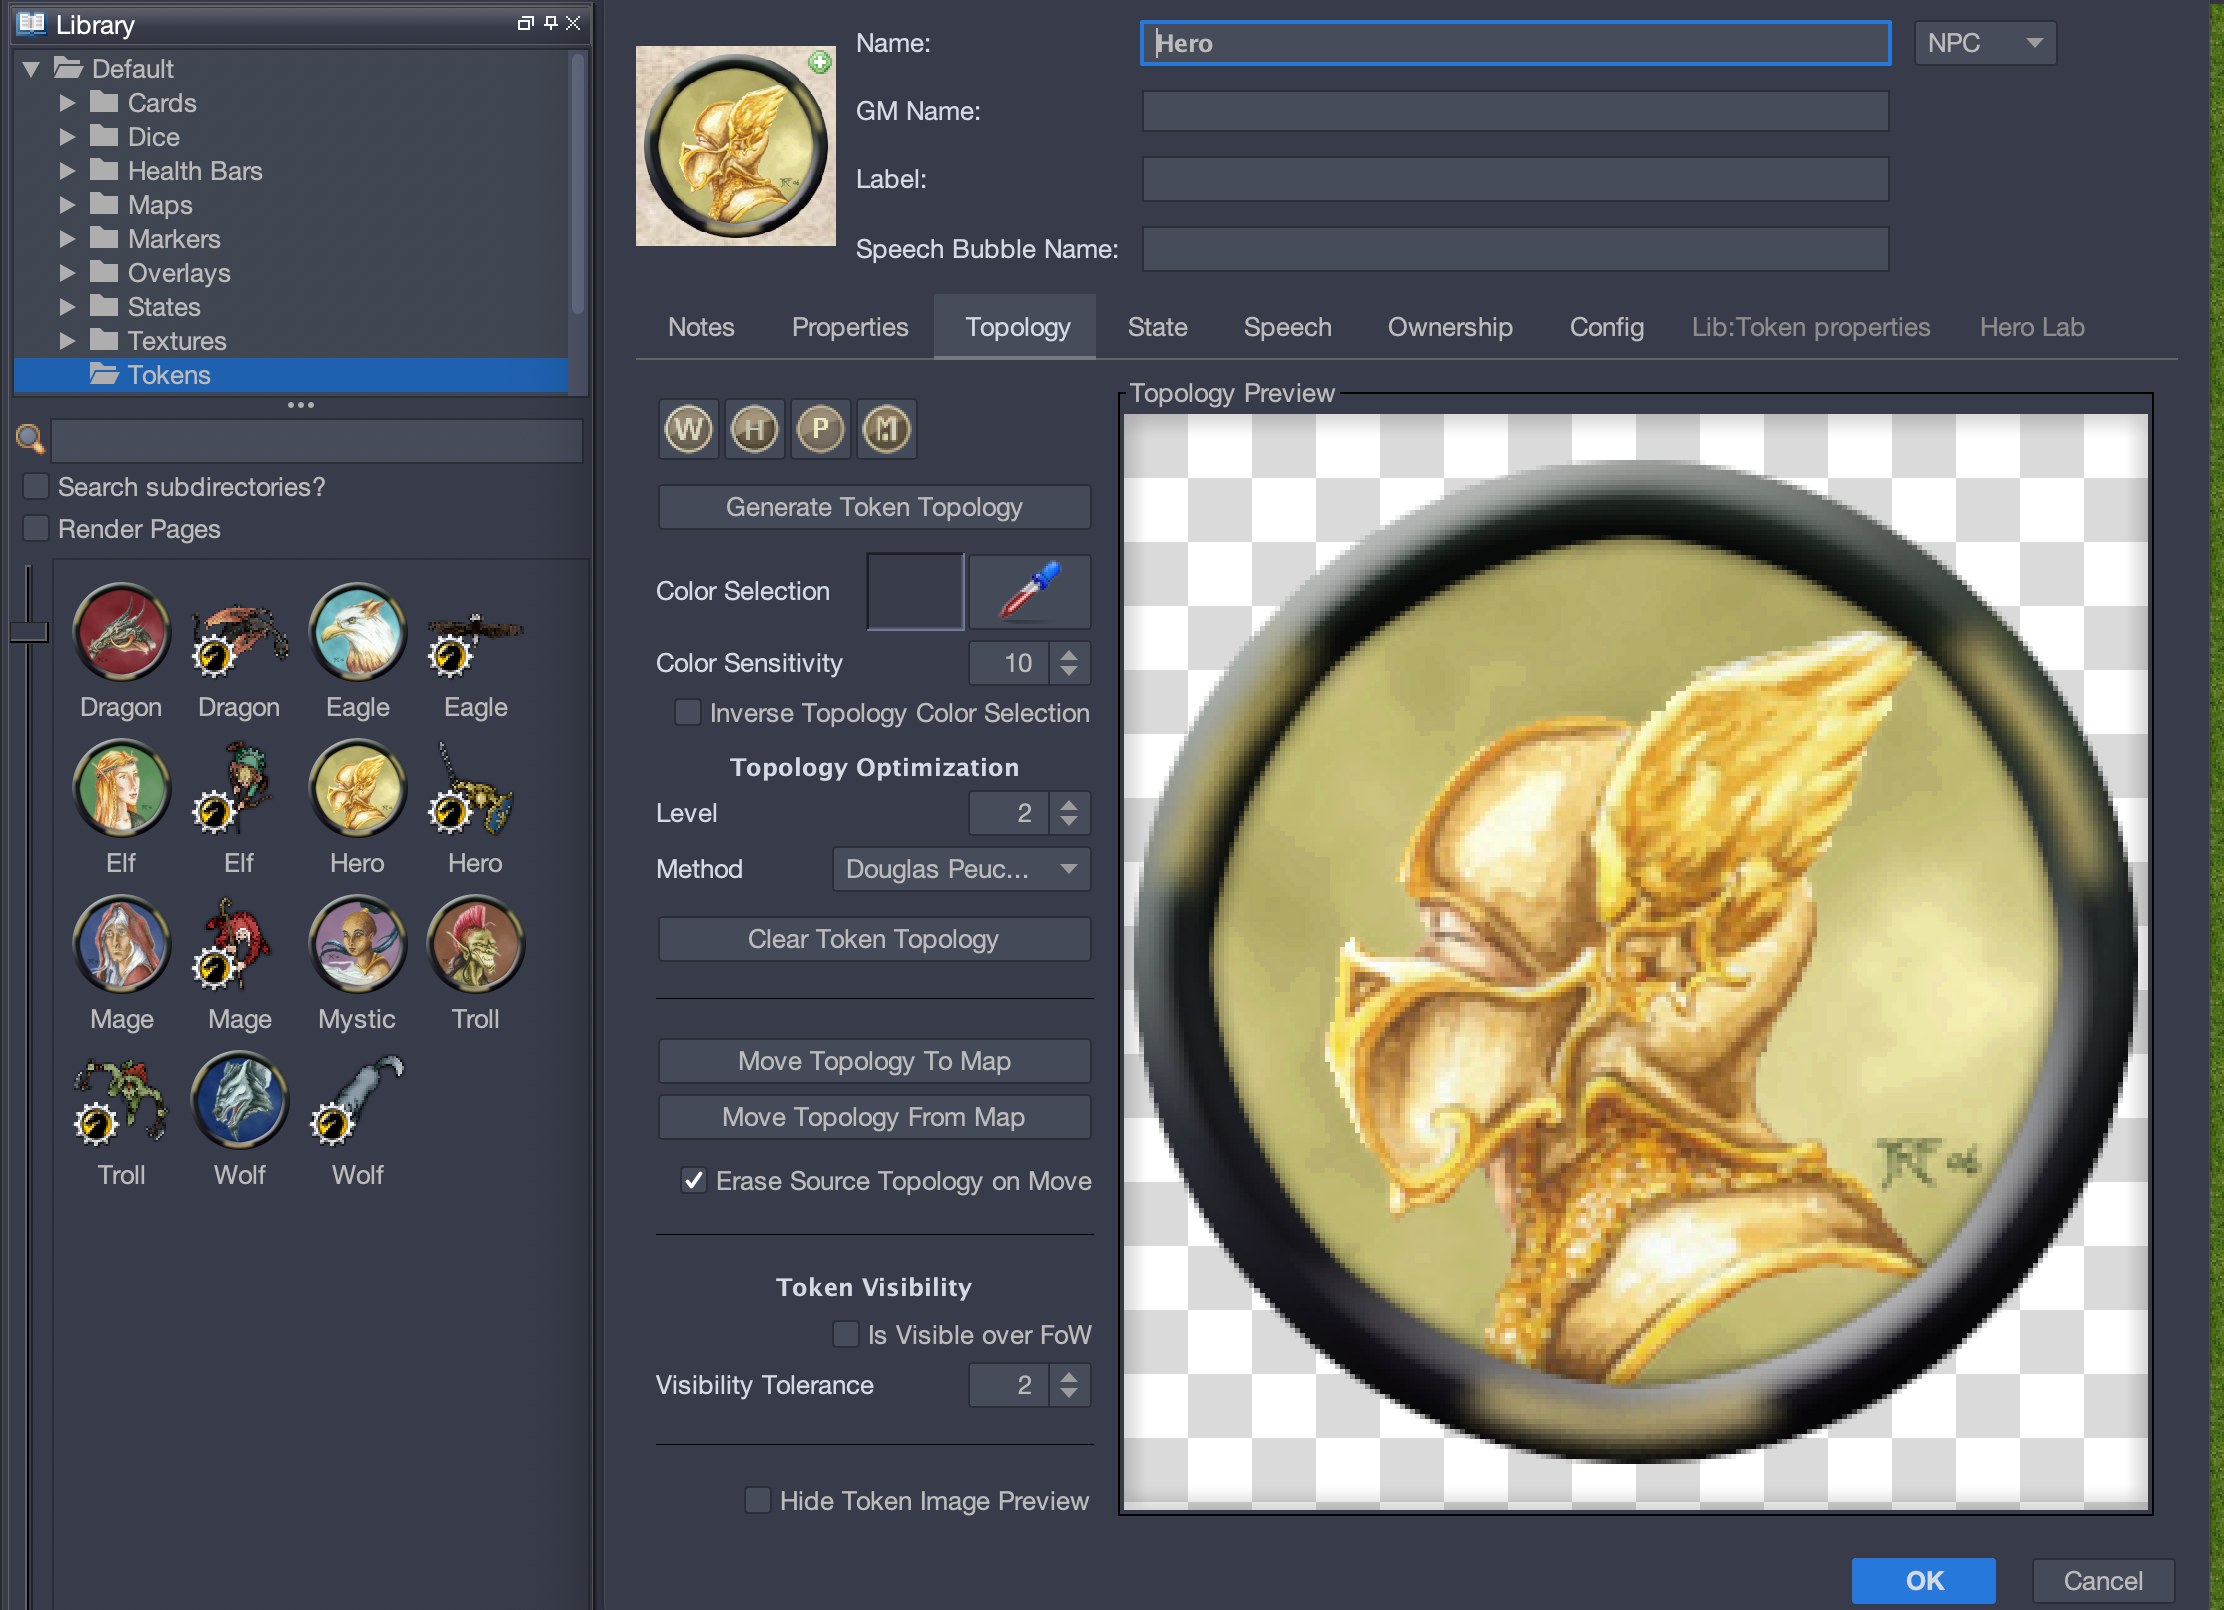 Library
Default
Cards
Dice
Health Bars
Maps
Markers
Overlays
States
Textures
Tokens
Search subdirectories?
Render Pages
Dragon Dragon Eagle Eagle
Elf Elf Hero Hero
Mage Mage Mystic Troll
Troll Wolf Wolf
Name: Hero NPC
GM Name:
Label:
Speech Bubble Name:
Notes Properties Topology State Speech Ownership Config Lib:Token properties Hero Lab
W H P M
Generate Token Topology
Color Selection
Color Sensitivity 10
Inverse Topology Color Selection
Topology Optimization
Level 2
Method Douglas Peuc...
Clear Token Topology
Move Topology To Map
Move Topology From Map
Erase Source Topology on Move
Token Visibility
Is Visible over FoW
Visibility Tolerance 2
Hide Token Image Preview
Topology Preview
OK Cancel